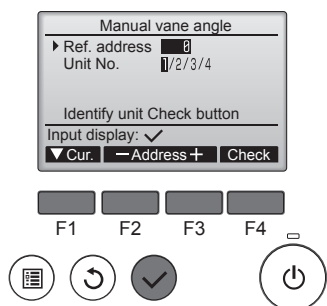 Manual vane angle
Ref. address 0
Unit No. 1/2/3/4
Identify unit Check button
Input display: ✓
▼ Cur. − Address + Check
F1 F2 F3 F4